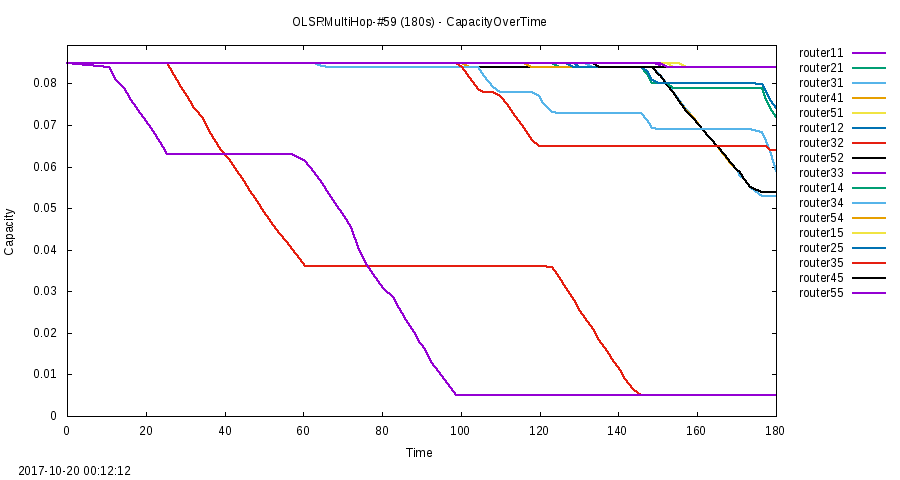 OLSRMultiHop-#59 (180s) - CapacityOverTime
Capacity
0.08
0.07
0.06
0.05
0.04
0.03
0.02
0.01
0
0 20 40 60 80 100 120 140 160 180
Time
router11
router21
router31
router41
router51
router12
router32
router52
router33
router14
router34
router54
router15
router25
router35
router45
router55
2017-10-20 00:12:12